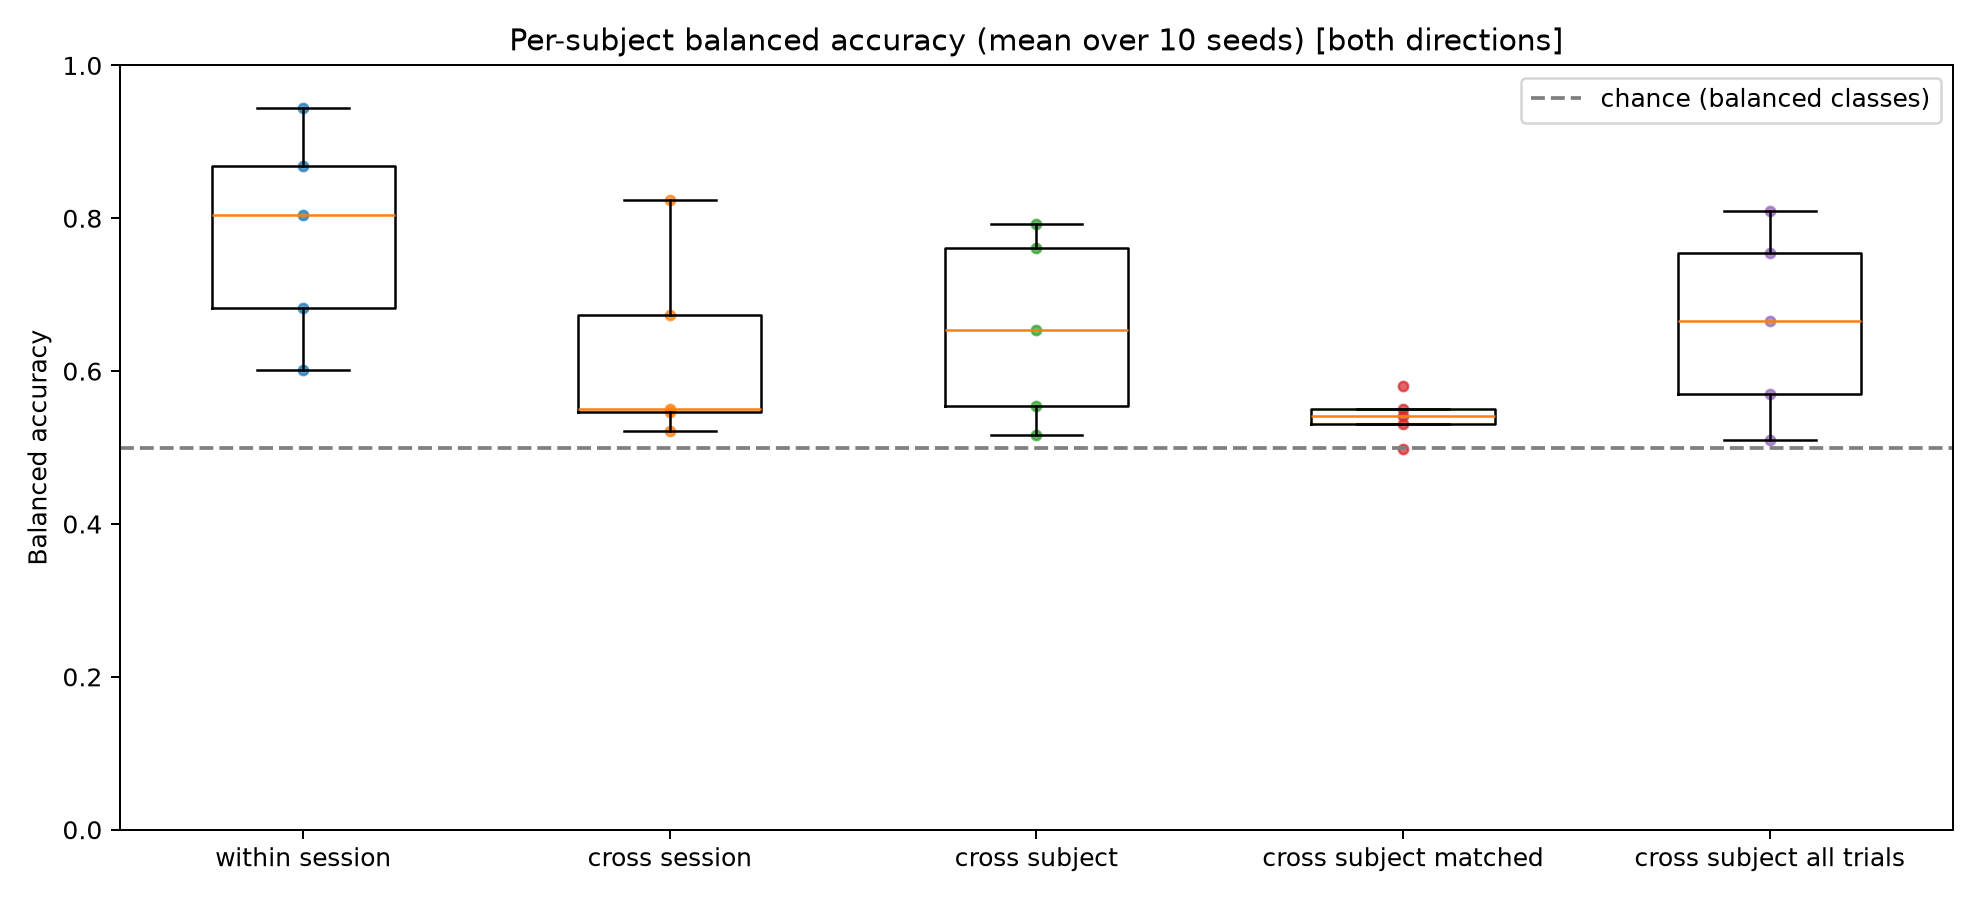 Per-subject balanced accuracy (mean over 10 seeds) [both directions]
chance (balanced classes)
Balanced accuracy
1.0
0.8
0.6
0.4
0.2
0.0
within session
cross session
cross subject
cross subject matched
cross subject all trials